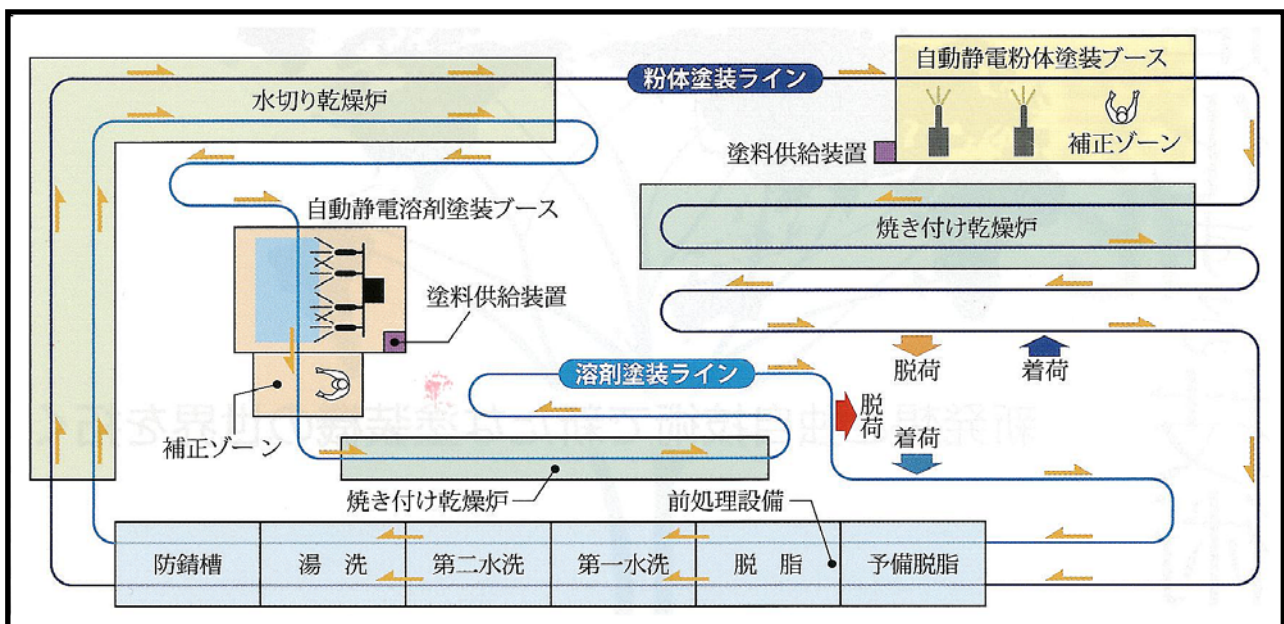 水切り乾燥炉
粉体塗装ライン
自動静電粉体塗装ブース
塗料供給装置
補正ゾーン
自動静電溶剤塗装ブース
焼き付け乾燥炉
塗料供給装置
溶剤塗装ライン
脱荷
着荷
脱荷
着荷
補正ゾーン
焼き付け乾燥炉
前処理設備
防錆槽
湯 洗
第二水洗
第一水洗
脱 脂
予備脱脂